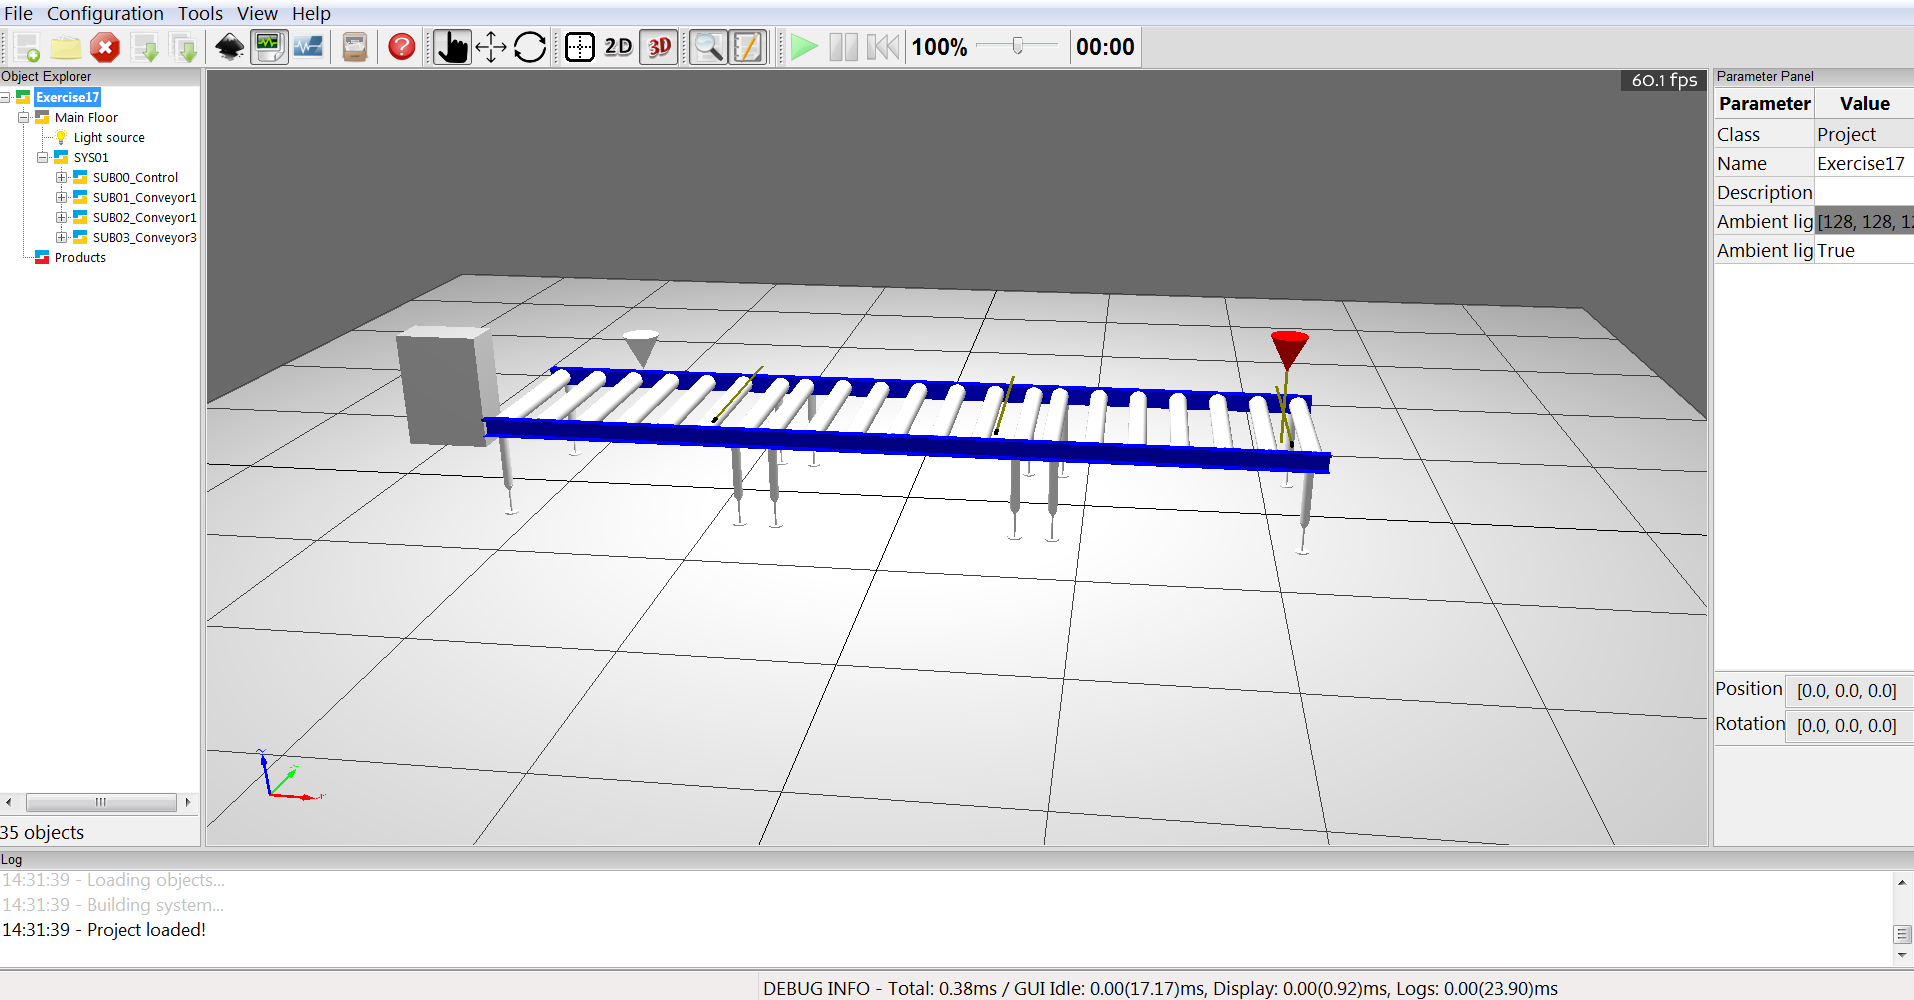 File Configuration Tools View Help
2D 3D 100% 00:00
Object Explorer
Exercise17
Main Floor
Light source
SYS01
SUB00_Control
SUB01_Conveyor1
SUB02_Conveyor1
SUB03_Conveyor3
Products
35 objects
60.1 fps
Parameter Panel
Parameter Value
Class Project
Name Exercise17
Description
Ambient lig [128, 128, 12
Ambient lig True
Position [0.0, 0.0, 0.0]
Rotation [0.0, 0.0, 0.0]
Log
14:31:39 - Loading objects...
14:31:39 - Building system...
14:31:39 - Project loaded!
DEBUG INFO - Total: 0.38ms / GUI Idle: 0.00(17.17)ms, Display: 0.00(0.92)ms, Logs: 0.00(23.90)ms